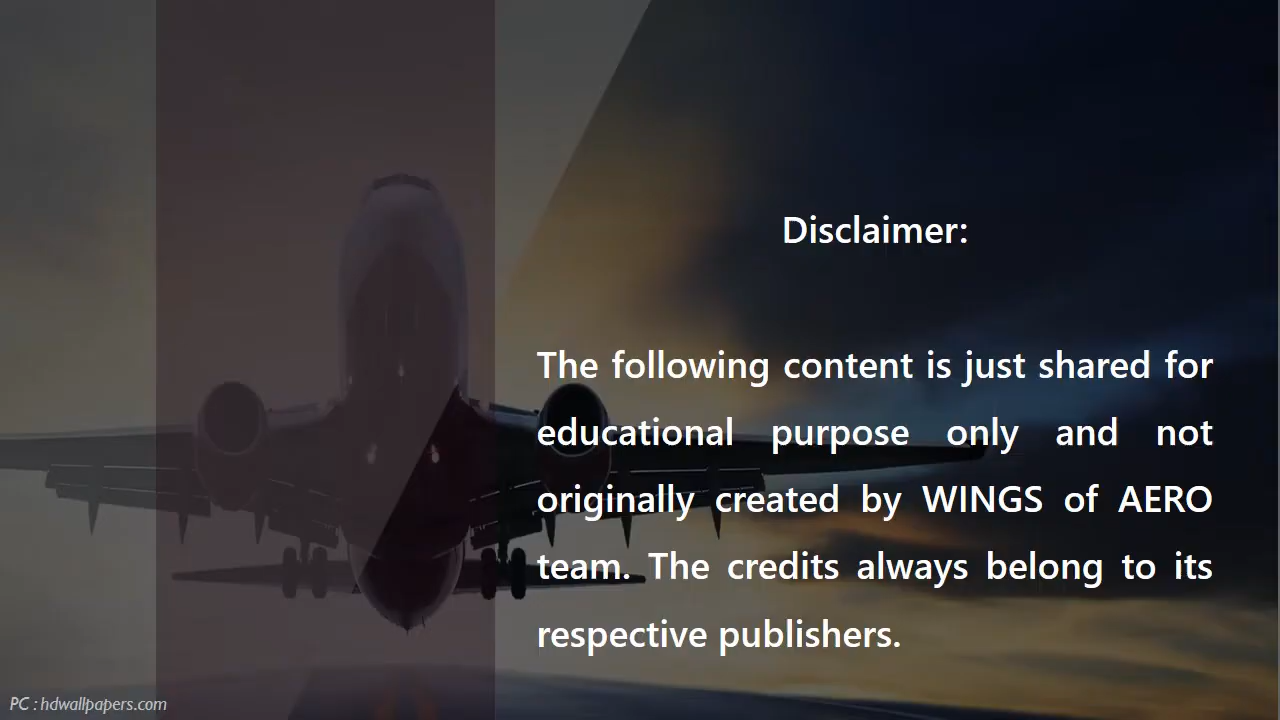 Disclaimer:
The following content is just shared for
educational purpose only and not
originally created by WINGS of AERO
team. The credits always belong to its
respective publishers.
PC : hdwallpapers.com